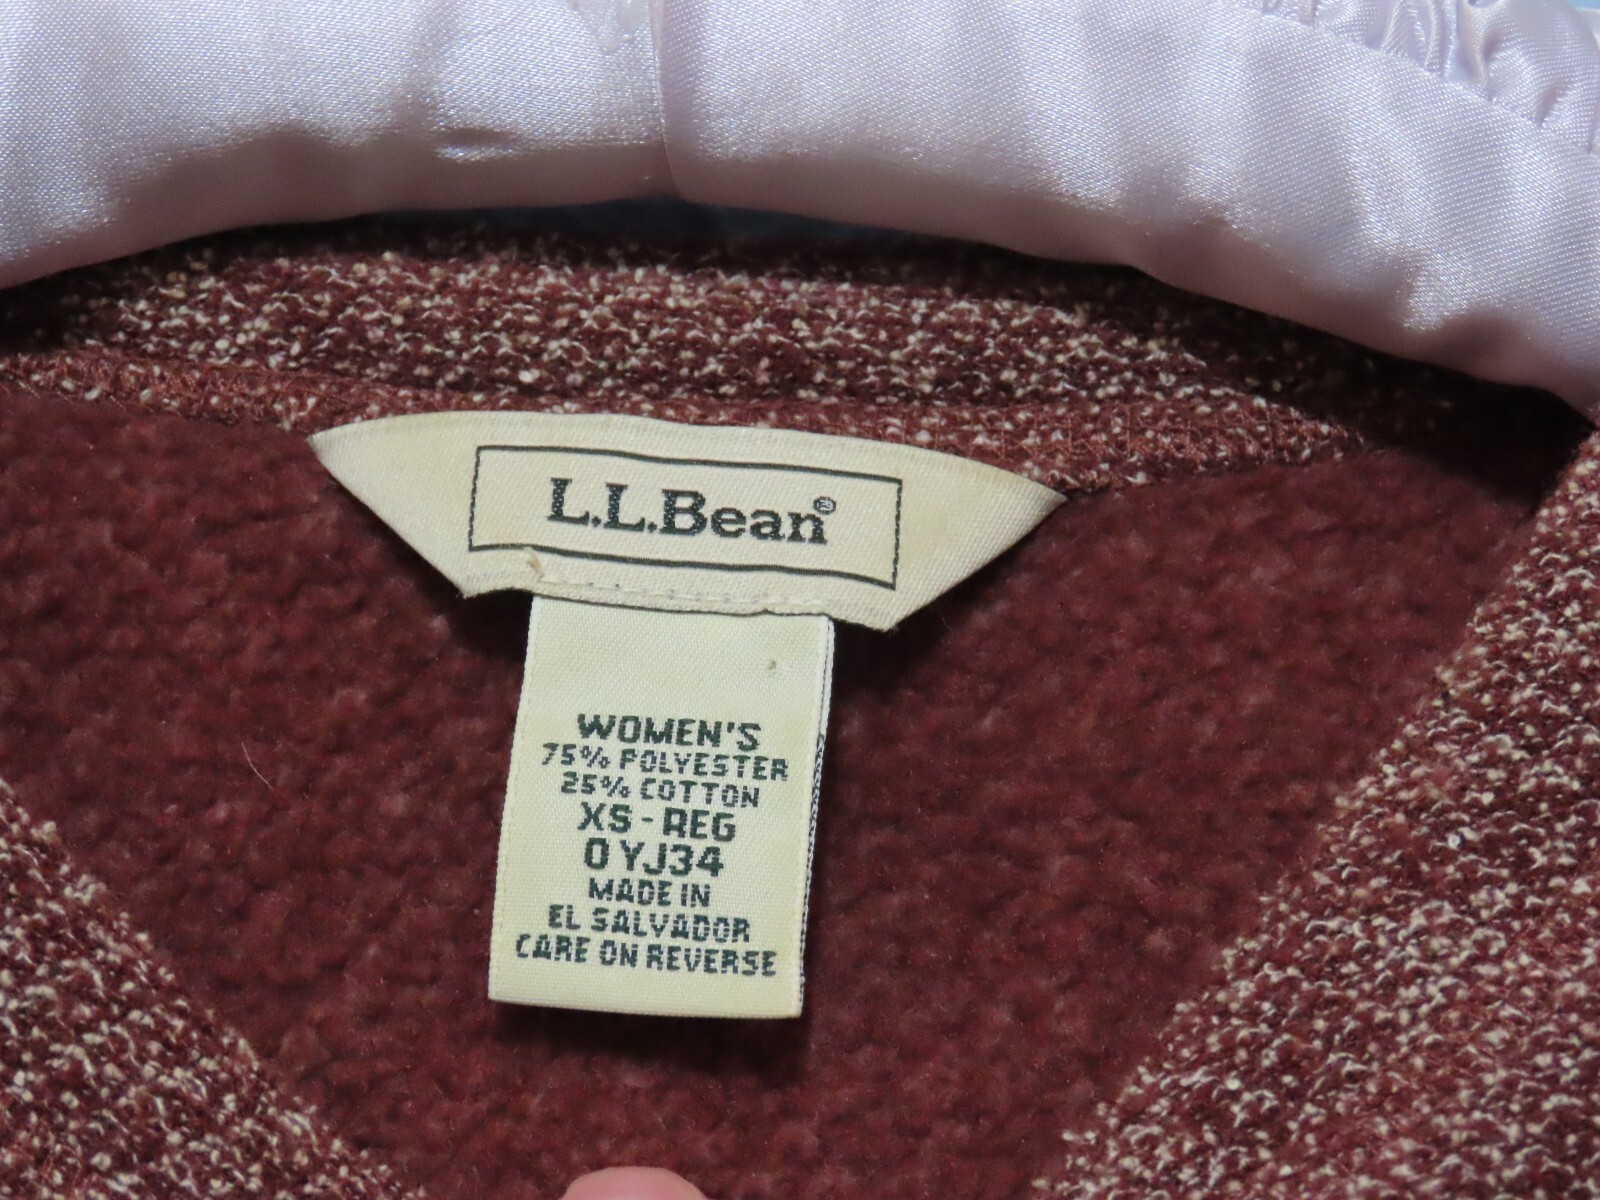 L.L.Bean®
WOMEN'S
75% POLYESTER
25% COTTON
XS - REG
0 YJ34
MADE IN
EL SALVADOR
CARE ON REVERSE